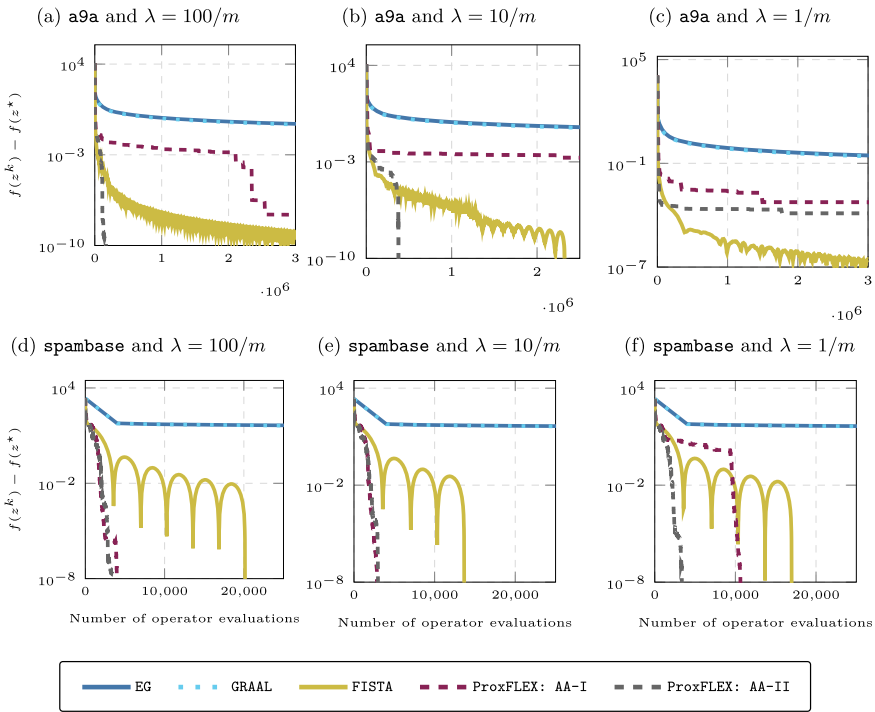 (a) a9a and λ = 100/m
(b) a9a and λ = 10/m
(c) a9a and λ = 1/m
f(z^k) − f(z^⋆)
10^4
10^−3
10^−10
0 1 2 3
·10^6
10^4
10^−3
10^−10
0 1 2
·10^6
10^5
10^−1
10^−7
0 1 2 3
·10^6
(d) spambase and λ = 100/m
(e) spambase and λ = 10/m
(f) spambase and λ = 1/m
f(z^k) − f(z^⋆)
10^4
10^−2
10^−8
0 10,000 20,000
Number of operator evaluations
10^4
10^−2
10^−8
0 10,000 20,000
Number of operator evaluations
10^4
10^−2
10^−8
0 10,000 20,000
Number of operator evaluations
EG GRAAL FISTA ProxFLEX: AA-I ProxFLEX: AA-II